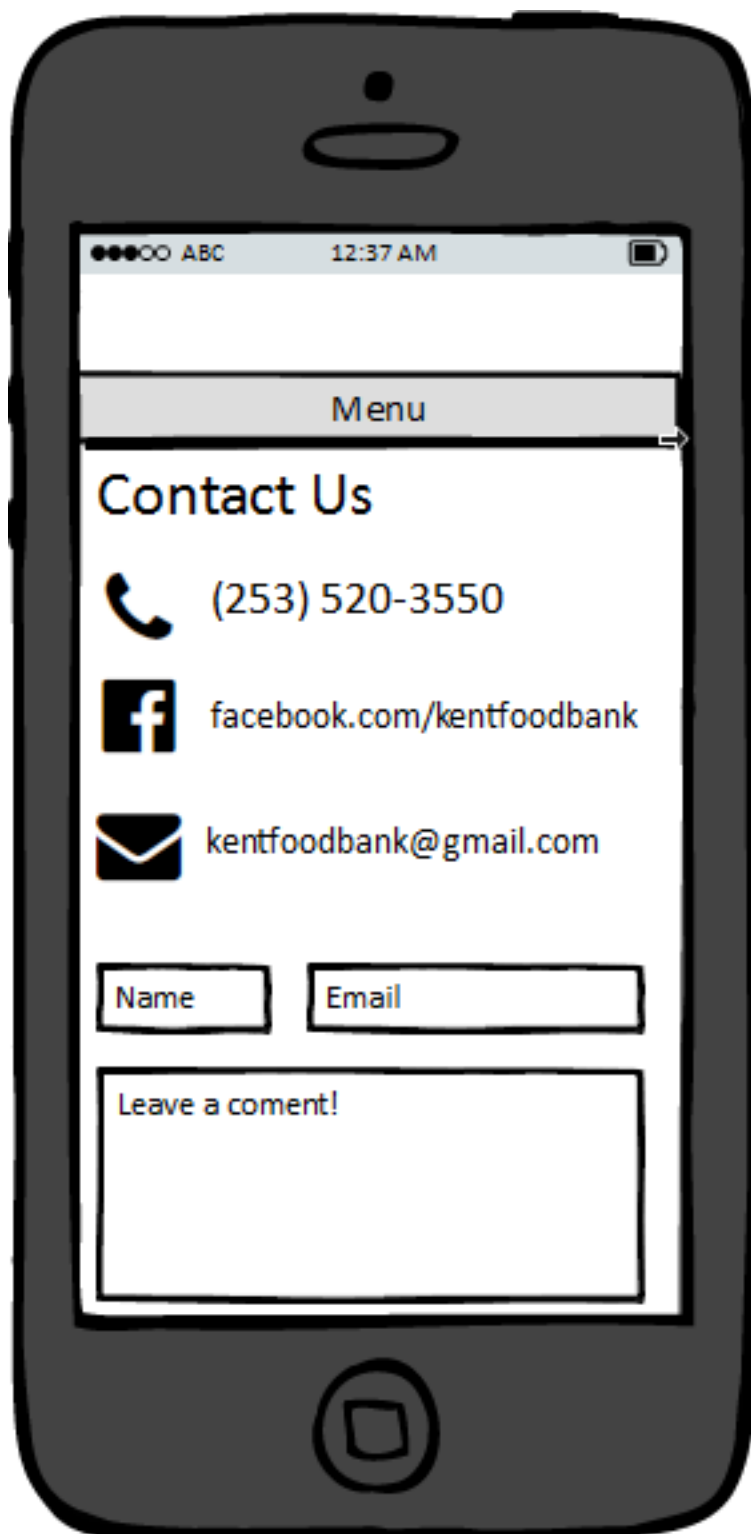 ABC 12:37 AM
Menu
Contact Us
(253) 520-3550
facebook.com/kentfoodbank
kentfoodbank@gmail.com
Name Email
Leave a coment!